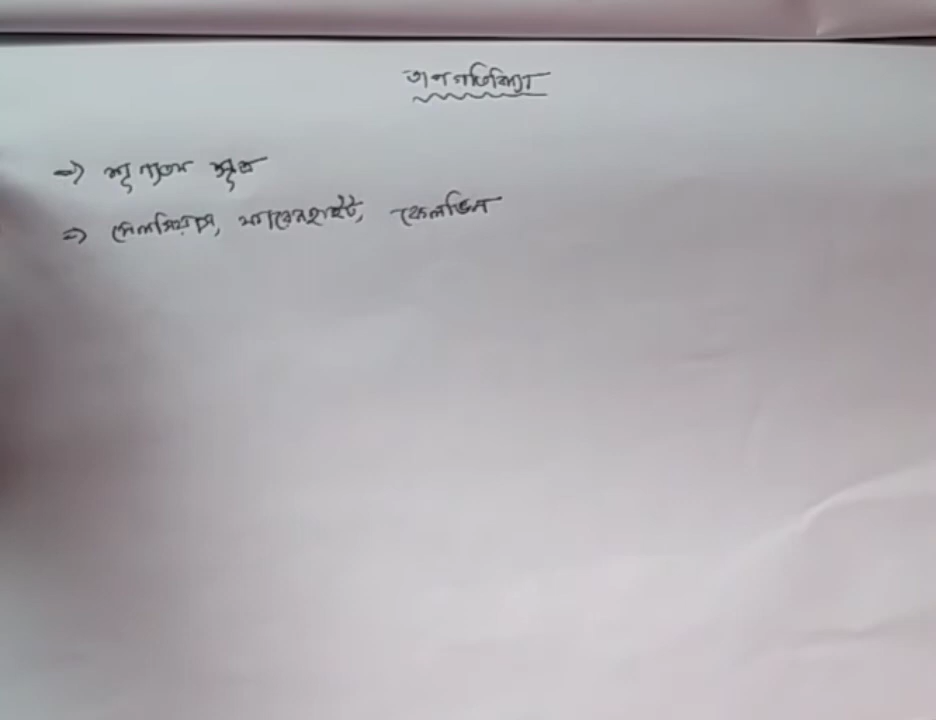 তাপগতিবিদ্যা
=> শূন্যতম সূত্র
=> সেলসিয়াস, ফারেনহাইট, কেলভিন